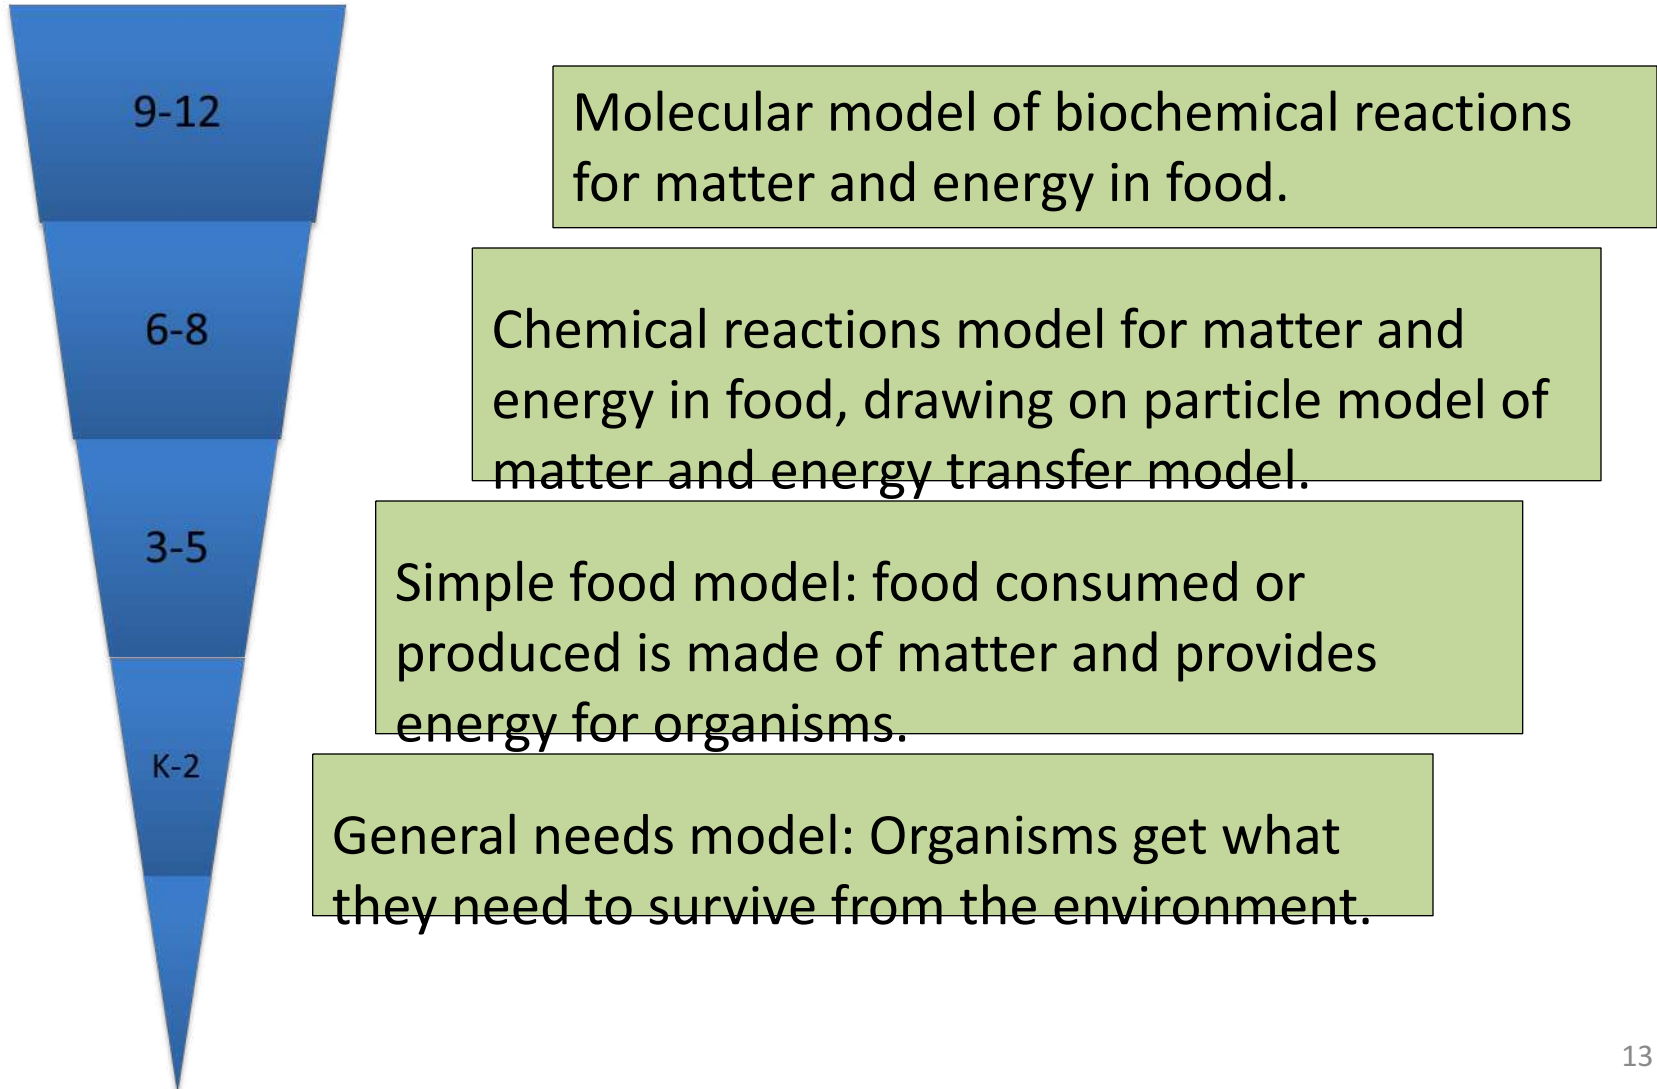 9-12
Molecular model of biochemical reactions
for matter and energy in food.
6-8
Chemical reactions model for matter and
energy in food, drawing on particle model of
matter and energy transfer model.
3-5
Simple food model: food consumed or
produced is made of matter and provides
energy for organisms.
K-2
General needs model: Organisms get what
they need to survive from the environment.
13